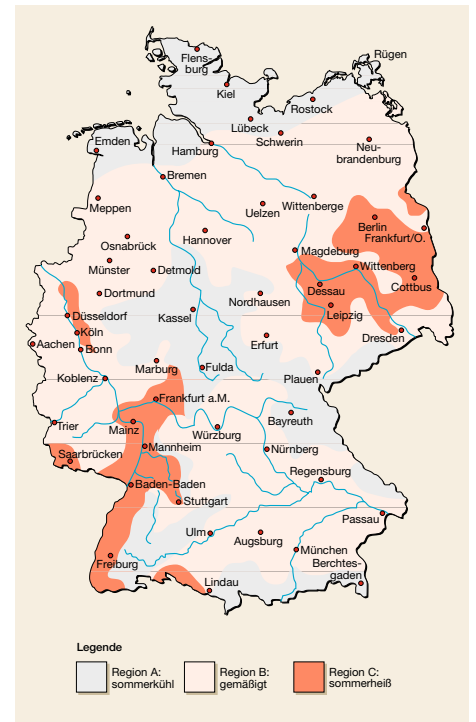 Flens-
burg
Rügen
Kiel
Rostock
Lübeck
Schwerin
Emden
Hamburg
Neu-
brandenburg
Bremen
Meppen
Uelzen
Wittenberge
Berlin
Frankfurt/O.
Osnabrück
Hannover
Magdeburg
Münster
Detmold
Wittenberg
Dortmund
Nordhausen
Dessau
Cottbus
Düsseldorf
Kassel
Leipzig
Köln
Aachen
Bonn
Erfurt
Dresden
Marburg
Fulda
Koblenz
Plauen
Frankfurt a.M.
Trier
Mainz
Würzburg
Bayreuth
Saarbrücken
Mannheim
Nürnberg
Regensburg
Baden-Baden
Stuttgart
Passau
Ulm
Augsburg
München
Freiburg
Lindau
Berchtes-
gaden
Legende
Region A:
sommerkühl
Region B:
gemäßigt
Region C:
sommerheiß